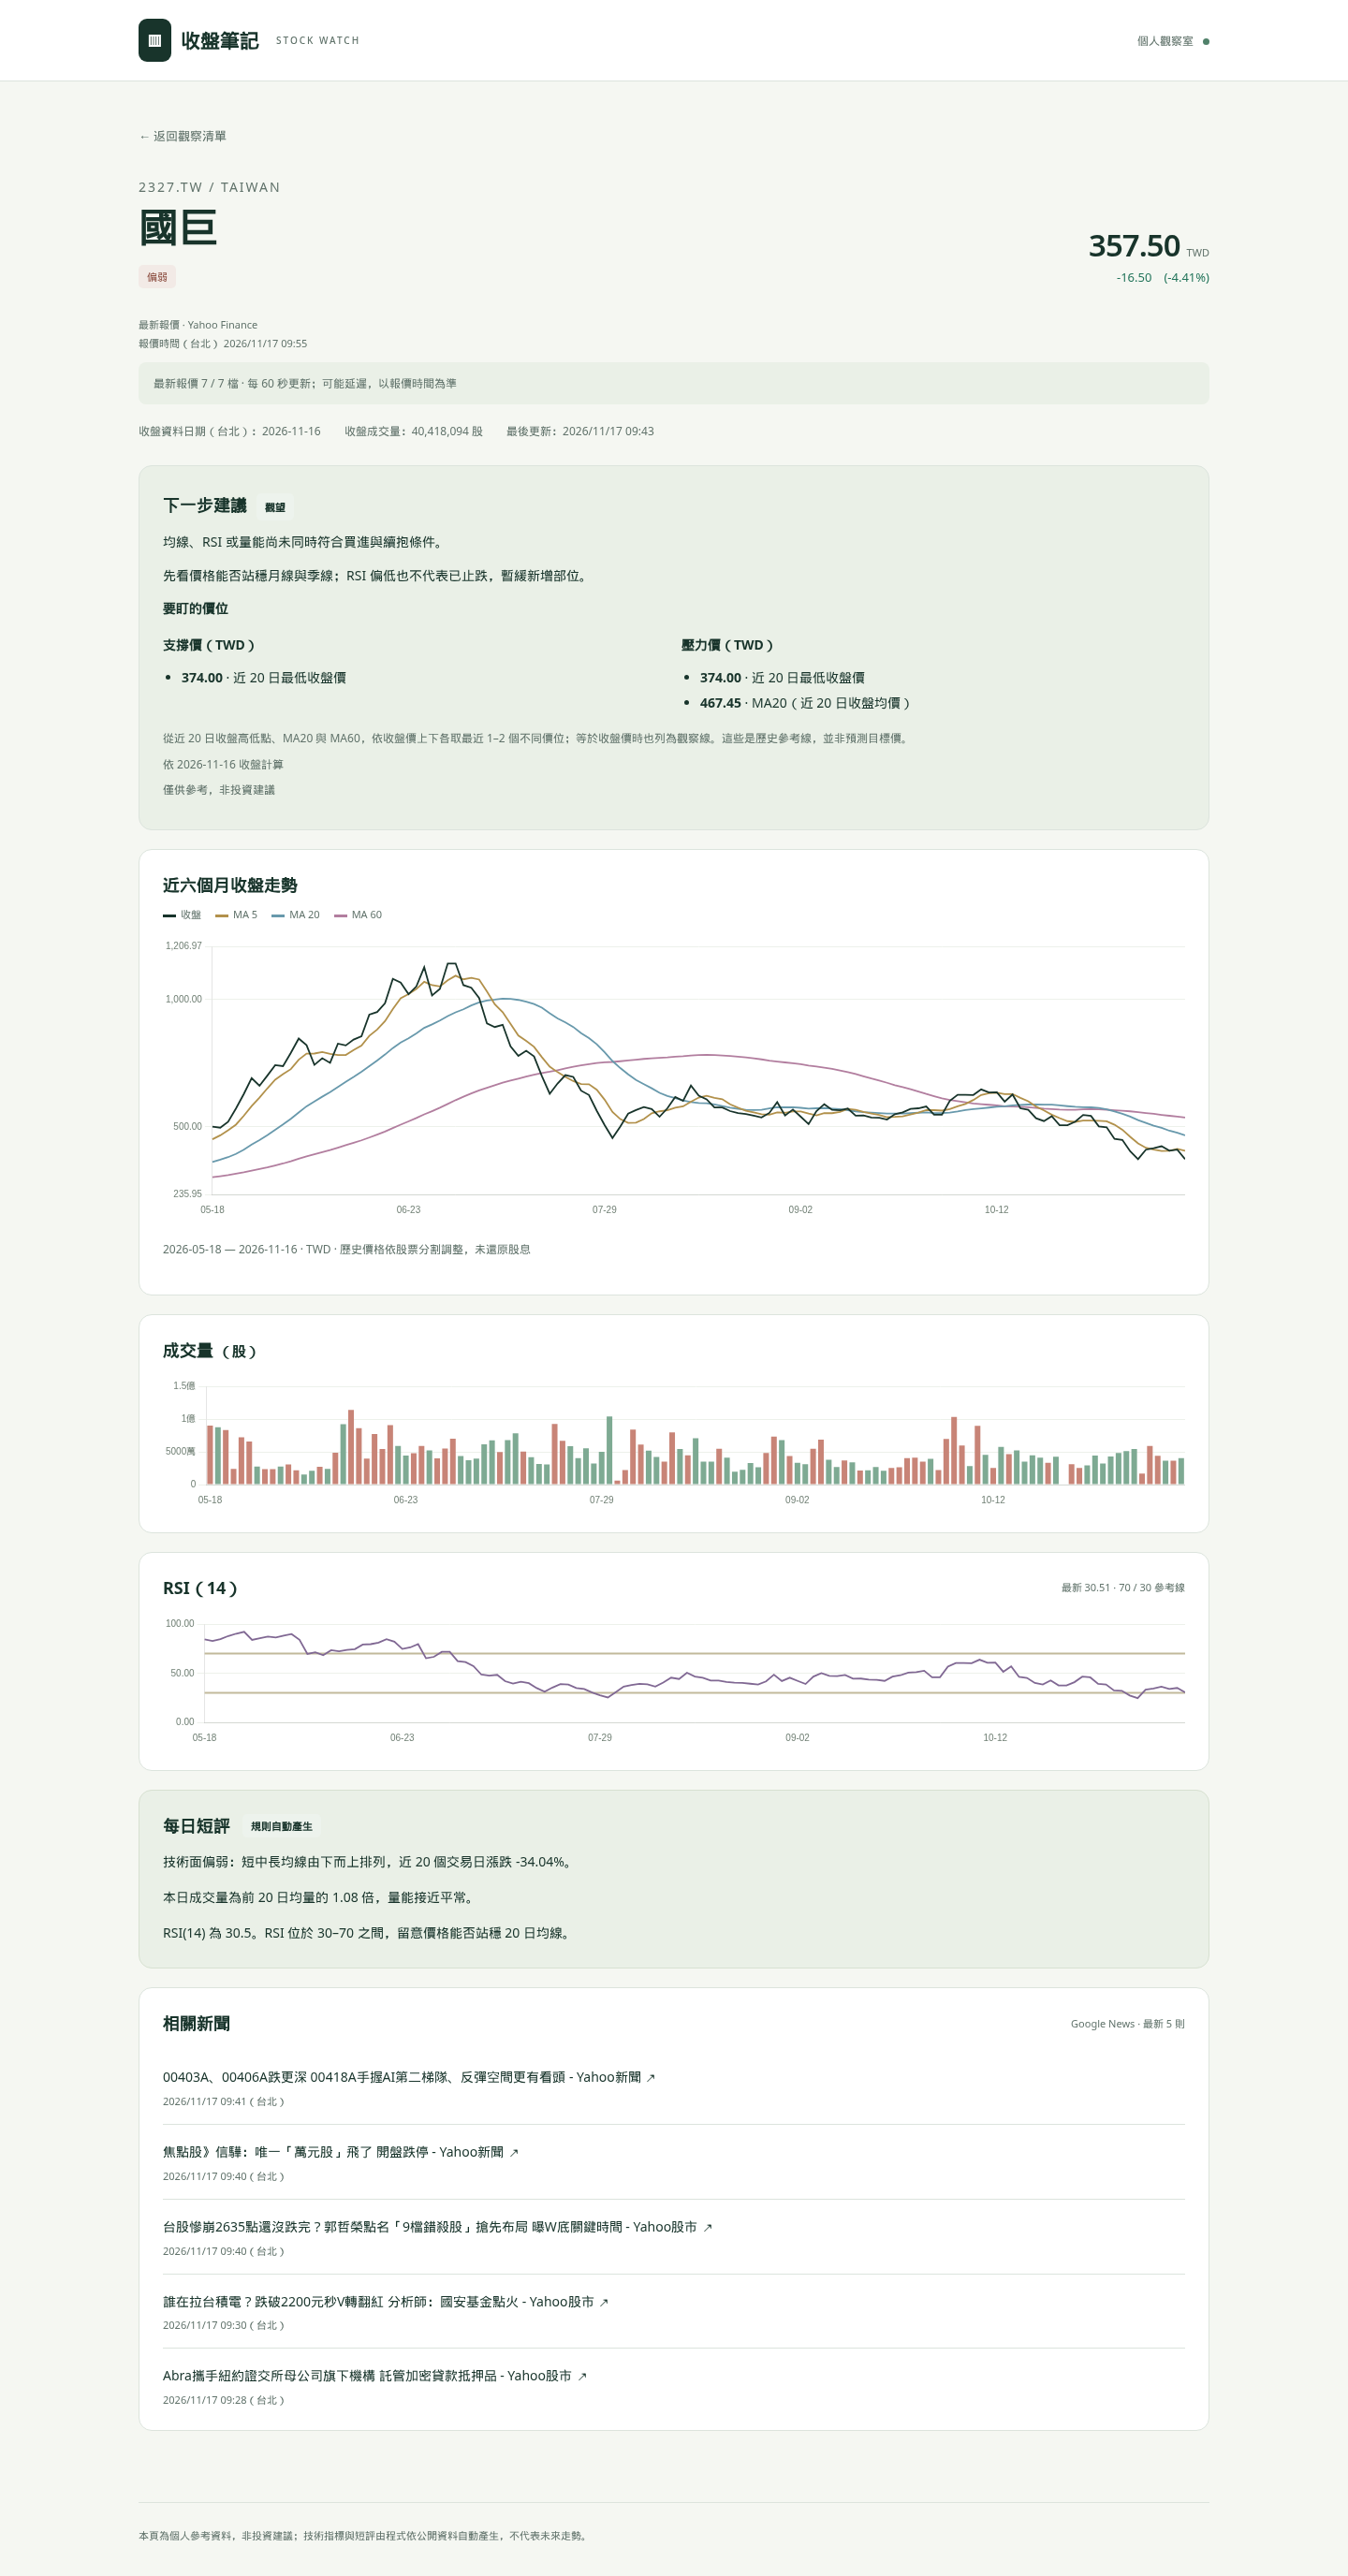 收盤筆記 STOCK WATCH
個人觀察室
← 返回觀察清單
2327.TW / TAIWAN
國巨
偏弱
357.50 TWD
-16.50 (-4.41%)
最新報價 · Yahoo Finance
報價時間（台北） 2026/11/17 09:55
最新報價 7 / 7 檔 · 每 60 秒更新；可能延遲，以報價時間為準
收盤資料日期（台北）：2026-11-16 收盤成交量：40,418,094 股 最後更新：2026/11/17 09:43
下一步建議 觀望
均線、RSI 或量能尚未同時符合買進與續抱條件。
先看價格能否站穩月線與季線；RSI 偏低也不代表已止跌，暫緩新增部位。
要盯的價位
支撐價（TWD）
• 374.00 · 近 20 日最低收盤價
壓力價（TWD）
• 374.00 · 近 20 日最低收盤價
• 467.45 · MA20（近 20 日收盤均價）
從近 20 日收盤高低點、MA20 與 MA60，依收盤價上下各取最近 1–2 個不同價位；等於收盤價時也列為觀察線。這些是歷史參考線，並非預測目標價。
依 2026-11-16 收盤計算
僅供參考，非投資建議
近六個月收盤走勢
收盤 MA 5 MA 20 MA 60
1,206.97
1,000.00
500.00
235.95
05-18 06-23 07-29 09-02 10-12
2026-05-18 — 2026-11-16 · TWD · 歷史價格依股票分割調整，未還原股息
成交量（股）
1.5億
1億
5000萬
0
05-18 06-23 07-29 09-02 10-12
RSI（14）
最新 30.51 · 70 / 30 參考線
100.00
50.00
0.00
05-18 06-23 07-29 09-02 10-12
每日短評 規則自動產生
技術面偏弱：短中長均線由下而上排列，近 20 個交易日漲跌 -34.04%。
本日成交量為前 20 日均量的 1.08 倍，量能接近平常。
RSI(14) 為 30.5。RSI 位於 30–70 之間，留意價格能否站穩 20 日均線。
相關新聞
Google News · 最新 5 則
00403A、00406A跌更深 00418A手握AI第二梯隊、反彈空間更有看頭 - Yahoo新聞 ↗
2026/11/17 09:41（台北）
焦點股》信驊：唯一「萬元股」飛了 開盤跌停 - Yahoo新聞 ↗
2026/11/17 09:40（台北）
台股慘崩2635點還沒跌完？郭哲榮點名「9檔錯殺股」搶先布局 曝W底關鍵時間 - Yahoo股市 ↗
2026/11/17 09:40（台北）
誰在拉台積電？跌破2200元秒V轉翻紅 分析師：國安基金點火 - Yahoo股市 ↗
2026/11/17 09:30（台北）
Abra攜手紐約證交所母公司旗下機構 託管加密貸款抵押品 - Yahoo股市 ↗
2026/11/17 09:28（台北）
本頁為個人參考資料，非投資建議；技術指標與短評由程式依公開資料自動產生，不代表未來走勢。